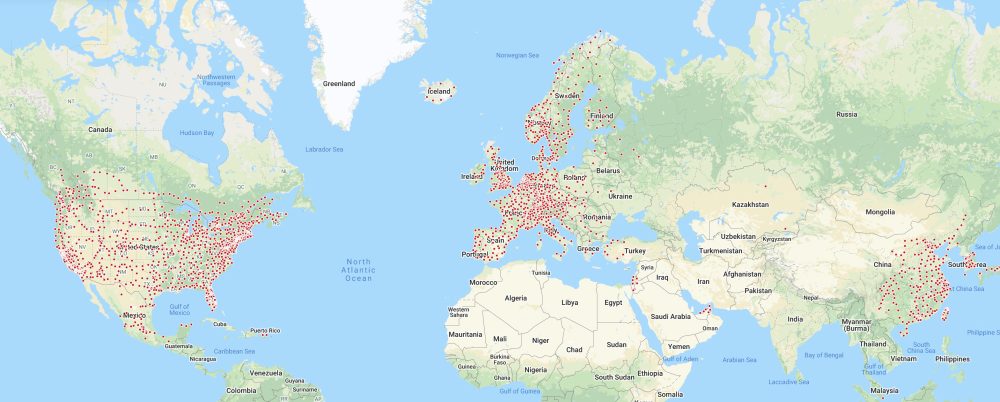 Greenland
Norwegian Sea
Iceland
Sweden
Finland
Russia
Northwestern
Passages
NU
NT
Canada
Hudson Bay
Labrador Sea
BC
AB
MB
ON
QC
NL
United
Kingdom
Ireland
Belarus
Poland
Ukraine
Kazakhstan
Mongolia
Romania
Spain
Portugal
Greece
Turkey
Uzbekistan
Kyrgyzstan
Turkmenistan
United States
North
Atlantic
Ocean
Tunisia
Syria
Iraq
Iran
Afghanistan
China
South Korea
Morocco
Algeria
Libya
Egypt
Pakistan
Nepal
East China Sea
Gulf of
Mexico
Mexico
Western
Sahara
Saudi Arabia
Oman
India
Myanmar
(Burma)
Cuba
Puerto Rico
Mauritania
Mali
Niger
Chad
Sudan
Yemen
Thailand
Guatemala
Caribbean Sea
Nicaragua
Burkina
Faso
Gulf of Aden
Arabian Sea
Bay of Bengal
South
China Sea
Vietnam
Philippines
Gulf of
Thailand
Venezuela
Guyana
Suriname
Colombia
Guinea
Ghana
Nigeria
South Sudan
Ethiopia
Somalia
Laccadive Sea
Malaysia
Gulf of Guinea